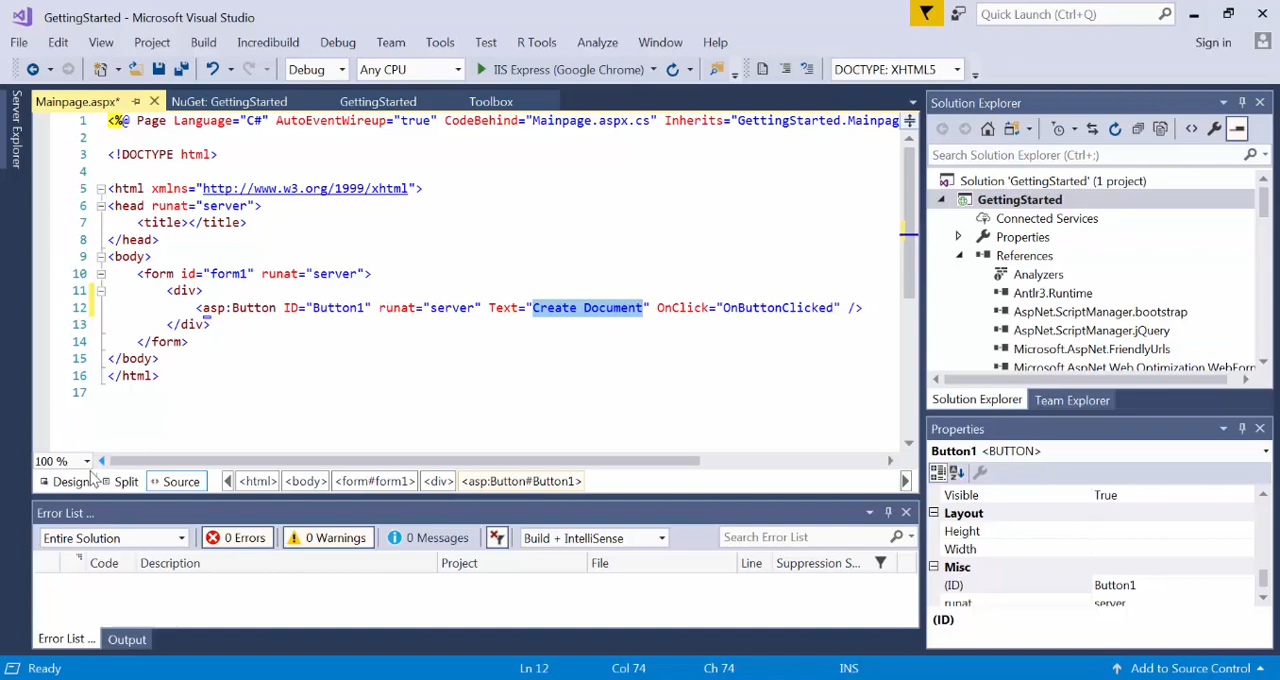 GettingStarted - Microsoft Visual Studio
Quick Launch (Ctrl+Q)
File Edit View Project Build Incredibuild Debug Team Tools Test R Tools Analyze Window Help
Sign in
Debug Any CPU IIS Express (Google Chrome) DOCTYPE: XHTML5
Server Explorer
Mainpage.aspx* NuGet: GettingStarted GettingStarted Toolbox
1 <%@ Page Language="C#" AutoEventWireup="true" CodeBehind="Mainpage.aspx.cs" Inherits="GettingStarted.Mainpag
2
3 <!DOCTYPE html>
4
5 <html xmlns="http://www.w3.org/1999/xhtml">
6 <head runat="server">
7 <title></title>
8 </head>
9 <body>
10 <form id="form1" runat="server">
11 <div>
12 <asp:Button ID="Button1" runat="server" Text="Create Document" OnClick="OnButtonClicked" />
13 </div>
14 </form>
15 </body>
16 </html>
17
100 %
Design Split Source <html> <body> <form#form1> <div> <asp:Button#Button1>
Error List ...
Entire Solution 0 Errors 0 Warnings 0 Messages Build + IntelliSense Search Error List
Code Description Project File Line Suppression S...
Error List ... Output
Solution Explorer
Search Solution Explorer (Ctrl+;)
Solution 'GettingStarted' (1 project)
GettingStarted
Connected Services
Properties
References
Analyzers
Antlr3.Runtime
AspNet.ScriptManager.bootstrap
AspNet.ScriptManager.jQuery
Microsoft.AspNet.FriendlyUrls
Microsoft.AspNet.Web.OptimizationWebForm
Solution Explorer Team Explorer
Properties
Button1 <BUTTON>
Visible True
Layout
Height
Width
Misc
(ID) Button1
runat server
(ID)
Ready Ln 12 Col 74 Ch 74 INS Add to Source Control